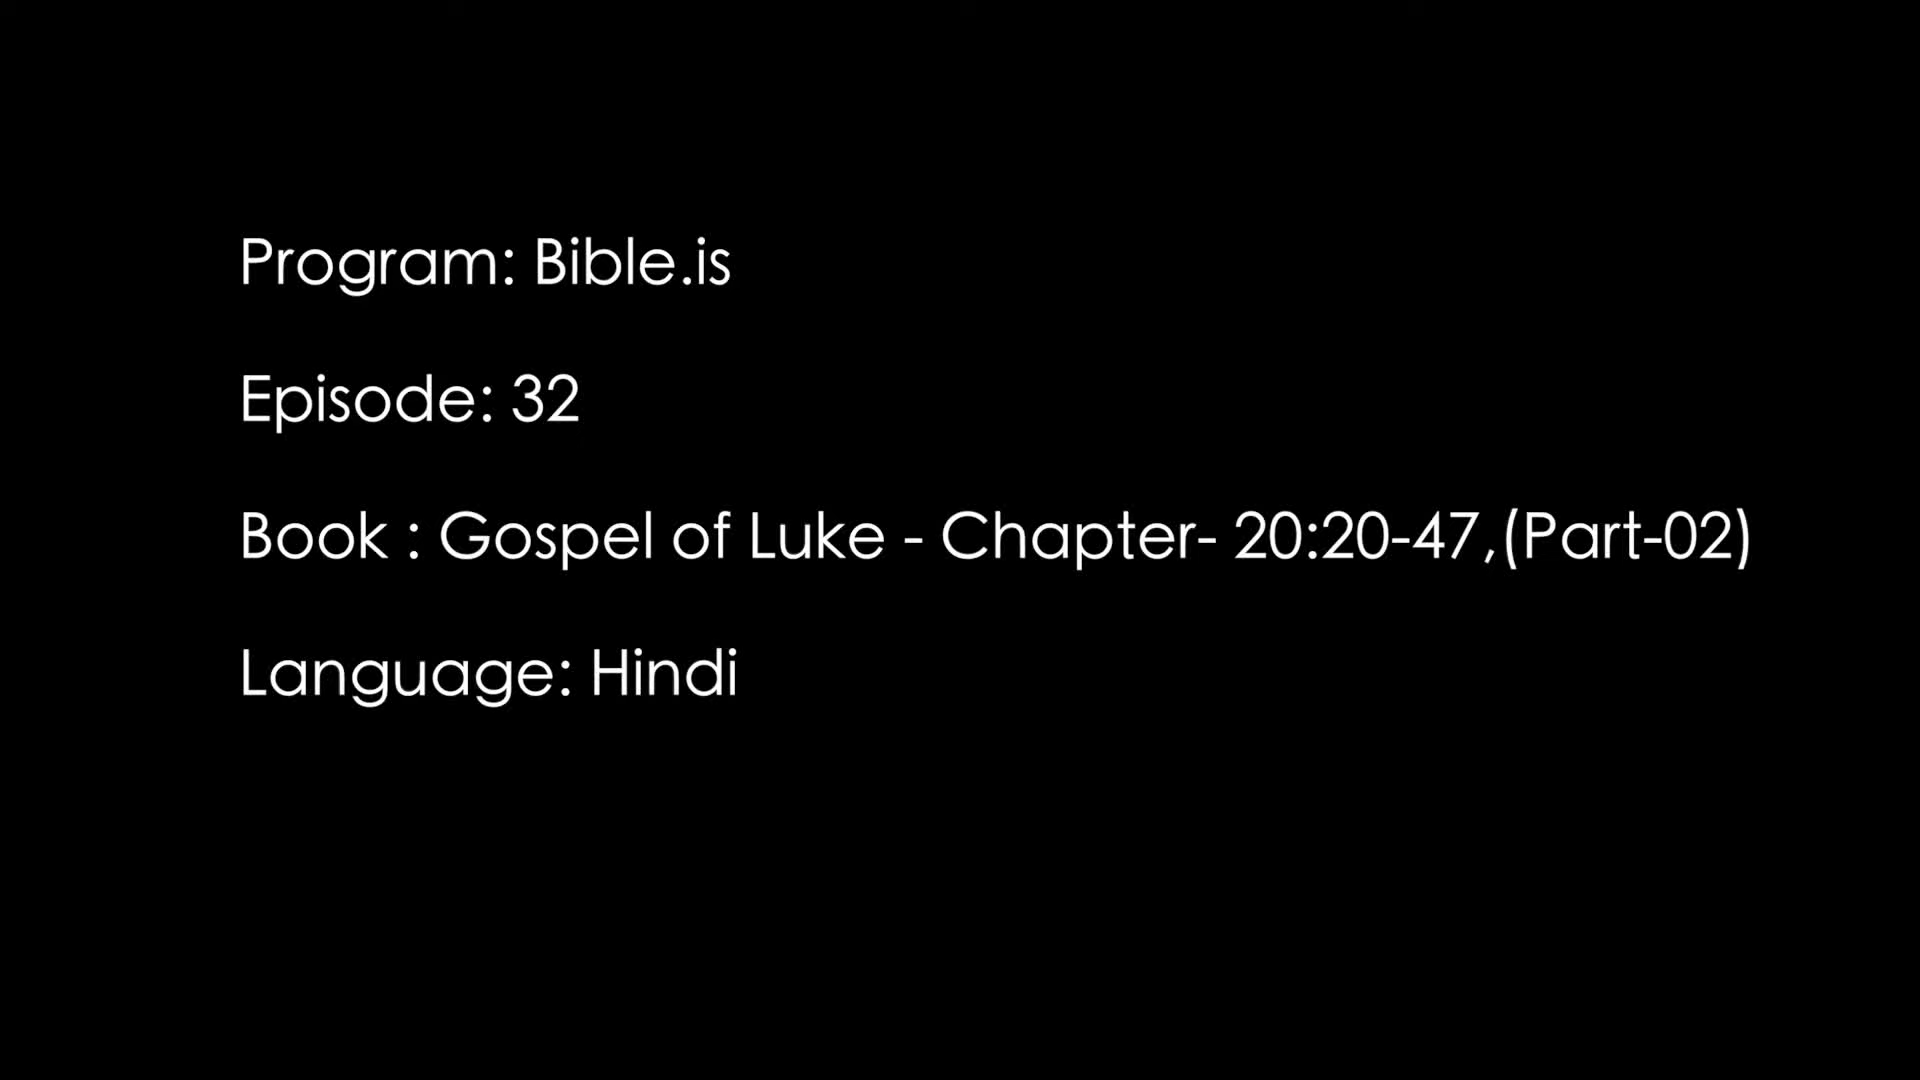 Program: Bible.is
Episode: 32
Book : Gospel of Luke - Chapter- 20:20-47,(Part-02)
Language: Hindi